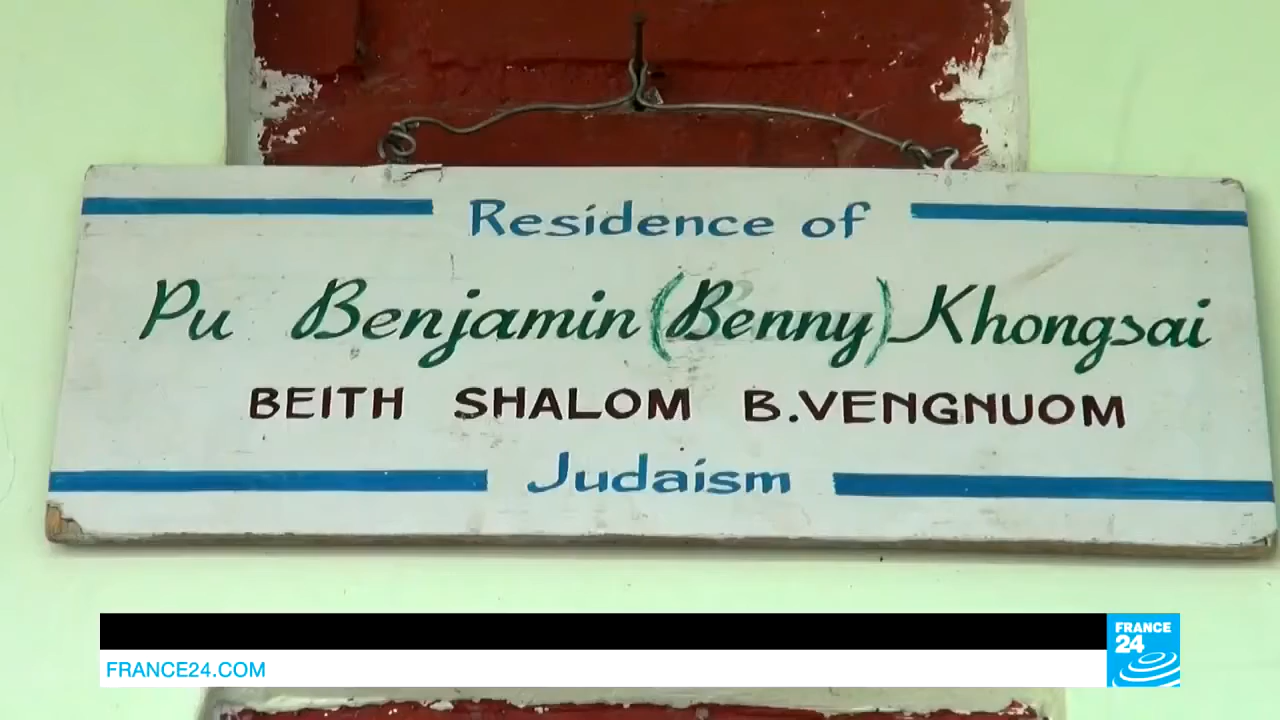 Residence of
Pu Benjamin (Benny) Khongsai
BEITH SHALOM B.VENGNUOM
Judaism
FRANCE
24
FRANCE24.COM